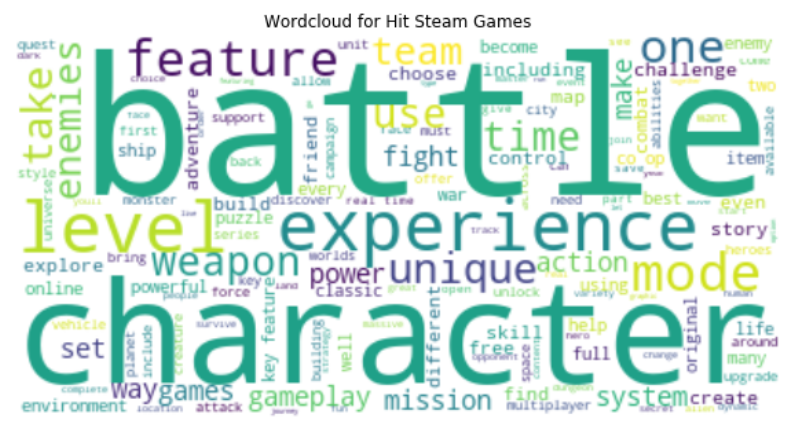 Wordcloud for Hit Steam Games
quest
dark
feature
unit
team
become
one
enemy
choice
choose
including
challenge
battle
take
enemies
adventure
allow
support
use
give
map
make
combat
abilities
two
available
want
style
universe
face
first
ship
back
friend
campaign
race
must
fight
time
control
city
can
join
co op
save
item
every
offer
war
across
monster
build
discover
real time
need
part
best
even
level
puzzle
series
experience
track
start
story
explore
bring
weapon
worlds
power
unique
action
mode
heroes
online
powerful
people
force
key
land
classic
great
open
unlock
using
variety
human
character
vehicle
planet
include
survive
creature
key feature
building
strategy
massive
well
different
opponent
skill
free
space
content
hero
help
full
change
original
life
around
many
upgrade
set
complete
way
games
gameplay
mission
find
dungeon
system
create
environment
location
attack
journey
fun
multiplayer
secret
alien
dynamic